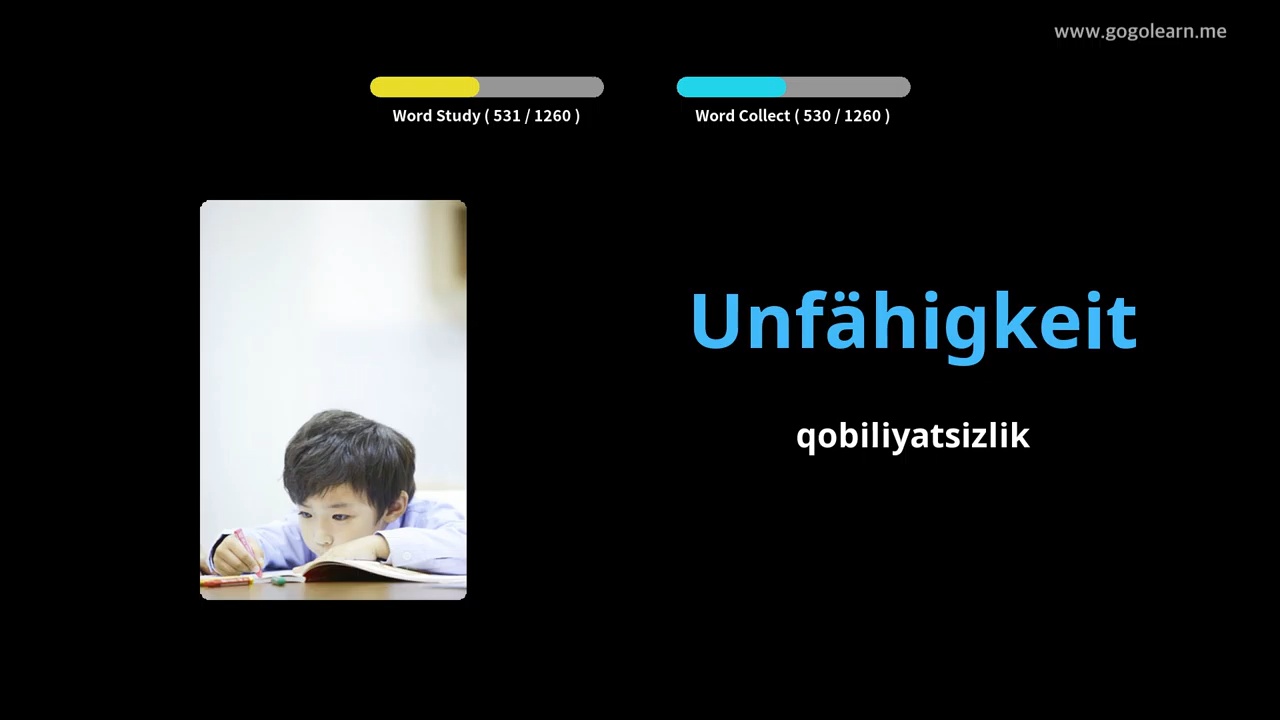 www.gogolearn.me
Word Study ( 531 / 1260 )
Word Collect ( 530 / 1260 )
Unfähigkeit
qobiliyatsizlik